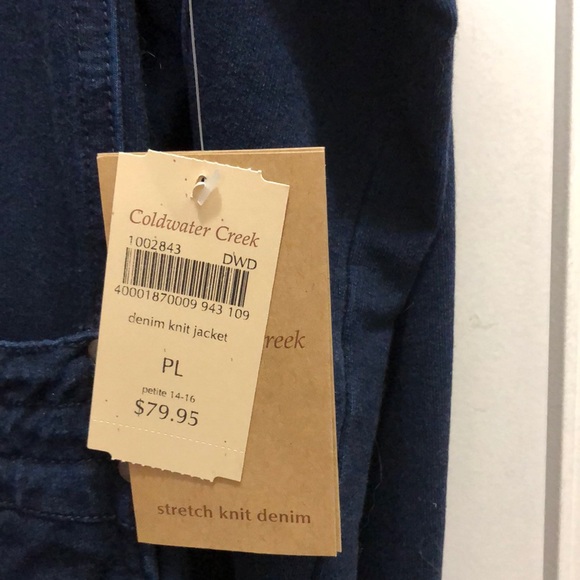 Coldwater Creek
1002843 DWD
40001870009 943 109
denim knit jacket
PL
petite 14-16
$79.95
reek
stretch knit denim